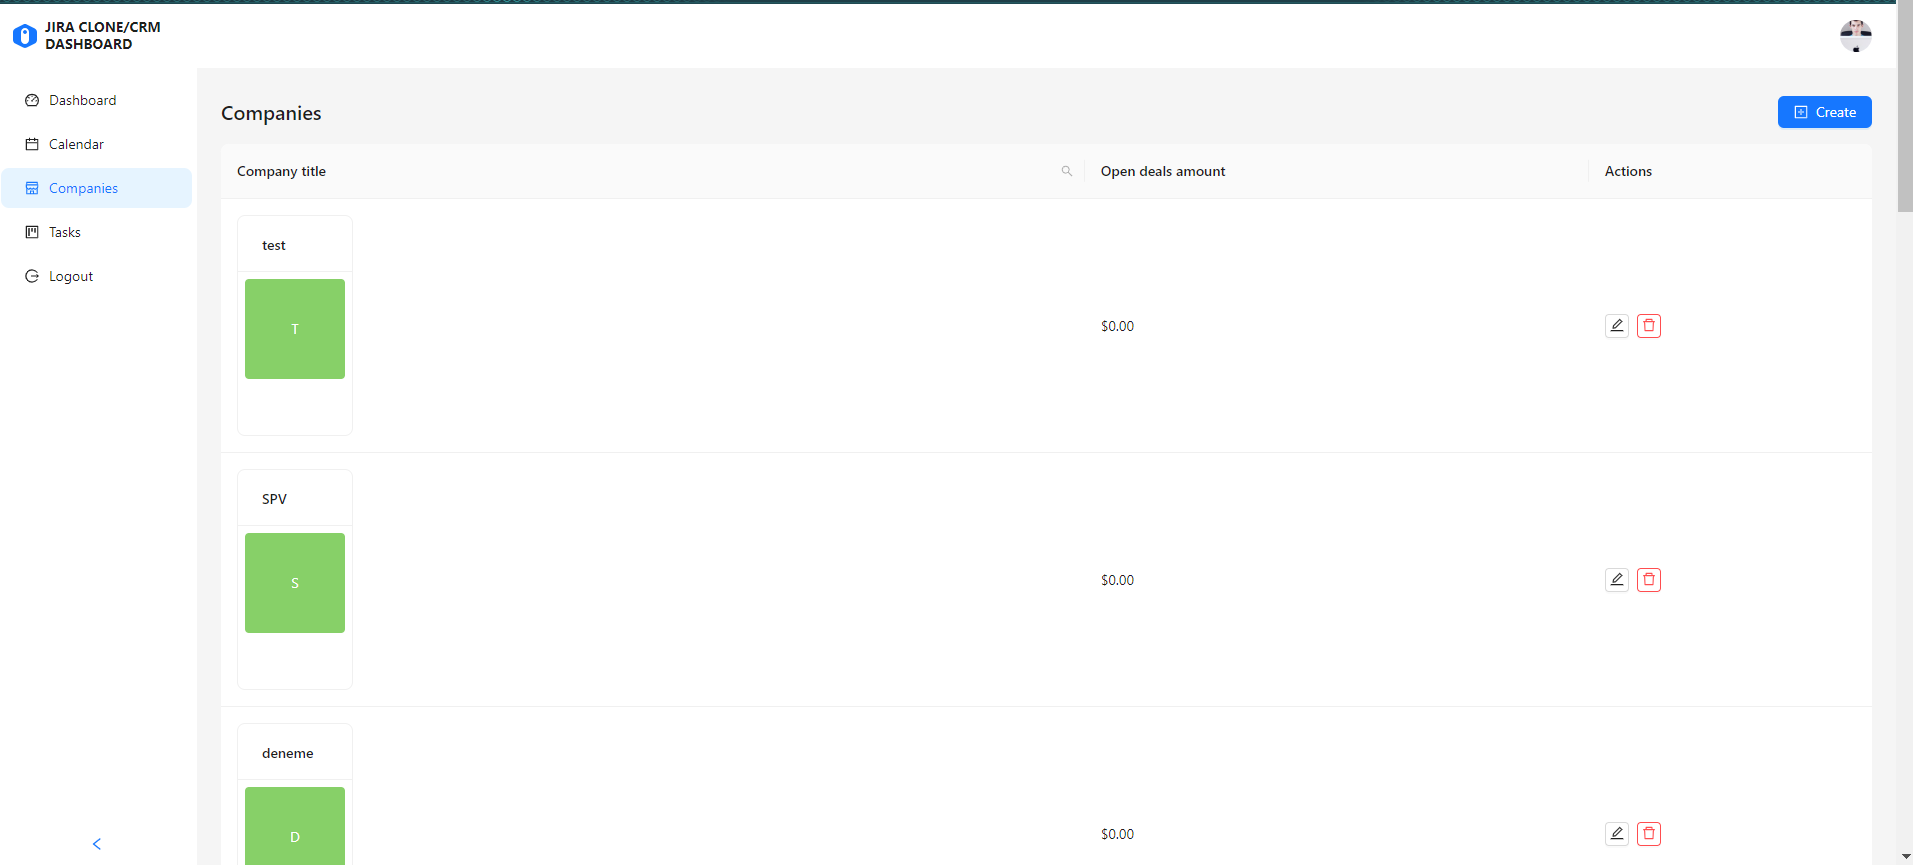 JIRA CLONE/CRM
DASHBOARD
Dashboard
Calendar
Companies
Tasks
Logout
Companies
Create
Company title
Open deals amount
Actions
test
T
$0.00
SPV
S
$0.00
deneme
D
$0.00